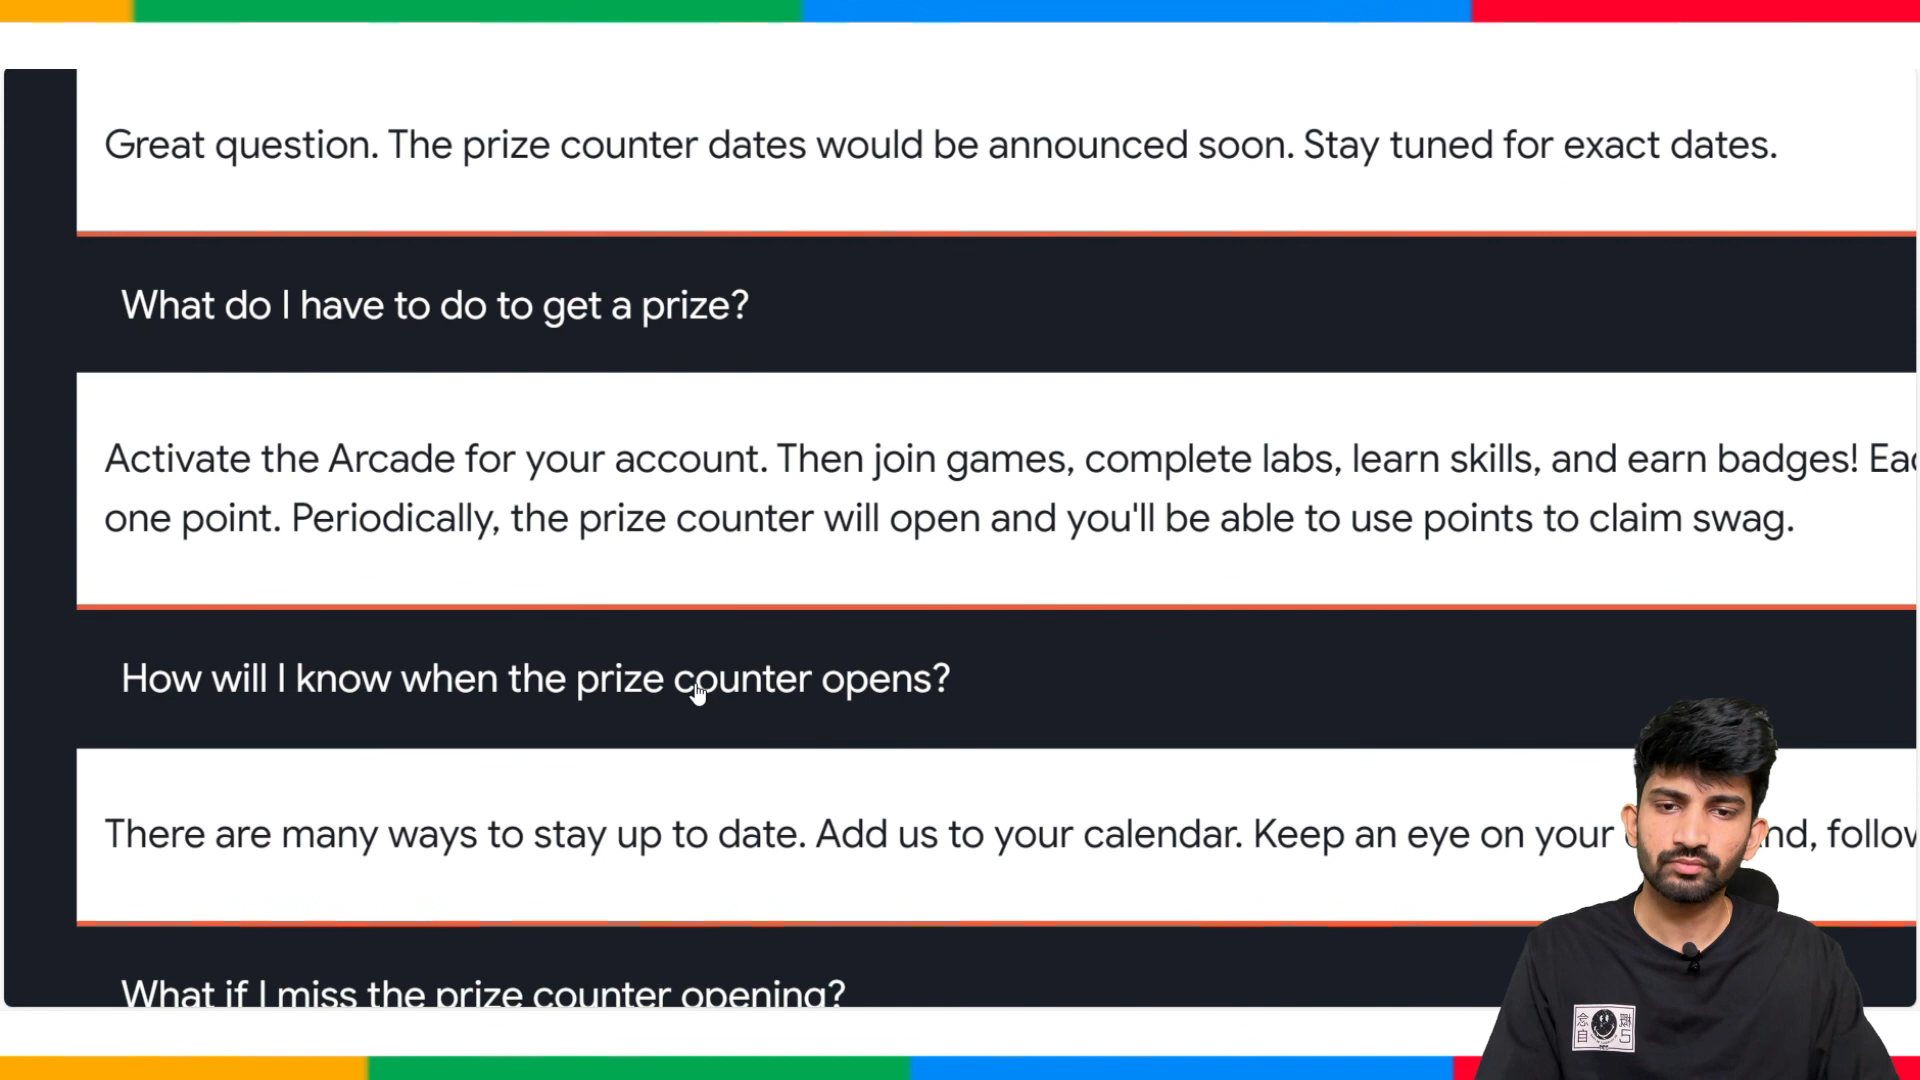 Great question. The prize counter dates would be announced soon. Stay tuned for exact dates.
What do I have to do to get a prize?
Activate the Arcade for your account. Then join games, complete labs, learn skills, and earn badges!
one point. Periodically, the prize counter will open and you'll be able to use points to claim swag.
How will I know when the prize counter opens?
There are many ways to stay up to date. Add us to your calendar. Keep an eye on your
What if I miss the prize counter opening?